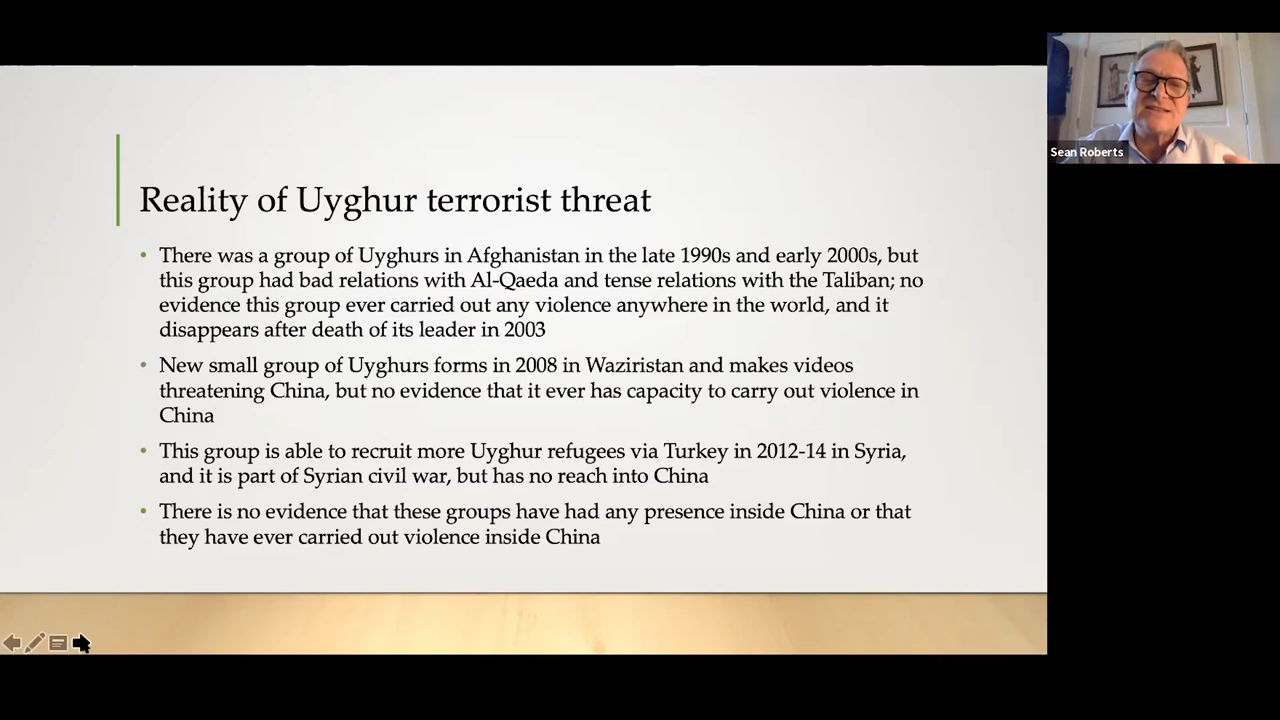 Reality of Uyghur terrorist threat
• There was a group of Uyghurs in Afghanistan in the late 1990s and early 2000s, but
this group had bad relations with Al-Qaeda and tense relations with the Taliban; no
evidence this group ever carried out any violence anywhere in the world, and it
disappears after death of its leader in 2003
• New small group of Uyghurs forms in 2008 in Waziristan and makes videos
threatening China, but no evidence that it ever has capacity to carry out violence in
China
• This group is able to recruit more Uyghur refugees via Turkey in 2012-14 in Syria,
and it is part of Syrian civil war, but has no reach into China
• There is no evidence that these groups have had any presence inside China or that
they have ever carried out violence inside China
Sean Roberts